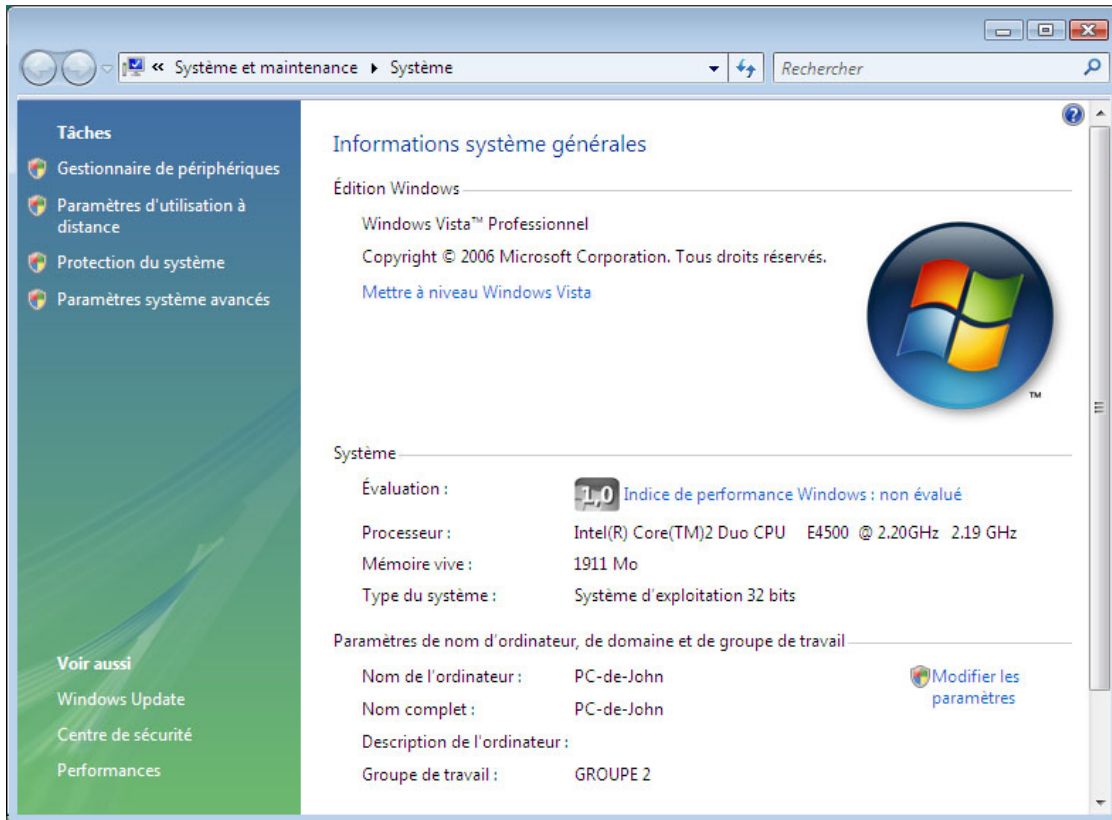 « Système et maintenance ▸ Système
Rechercher
Tâches
Gestionnaire de périphériques
Paramètres d'utilisation à
distance
Protection du système
Paramètres système avancés
Voir aussi
Windows Update
Centre de sécurité
Performances
Informations système générales
Édition Windows
Windows Vista™ Professionnel
Copyright © 2006 Microsoft Corporation. Tous droits réservés.
Mettre à niveau Windows Vista
TM
Système
Évaluation : 1,0 Indice de performance Windows : non évalué
Processeur : Intel(R) Core(TM)2 Duo CPU E4500 @ 2.20GHz 2.19 GHz
Mémoire vive : 1911 Mo
Type du système : Système d'exploitation 32 bits
Paramètres de nom d'ordinateur, de domaine et de groupe de travail
Nom de l'ordinateur : PC-de-John
Modifier les
paramètres
Nom complet : PC-de-John
Description de l'ordinateur :
Groupe de travail : GROUPE 2